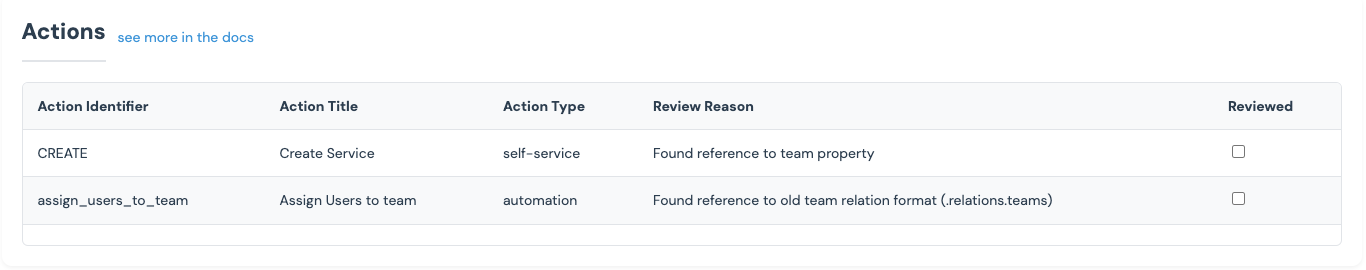 Actions see more in the docs
Action Identifier Action Title Action Type Review Reason Reviewed
CREATE Create Service self-service Found reference to team property
assign_users_to_team Assign Users to team automation Found reference to old team relation format (.relations.teams)